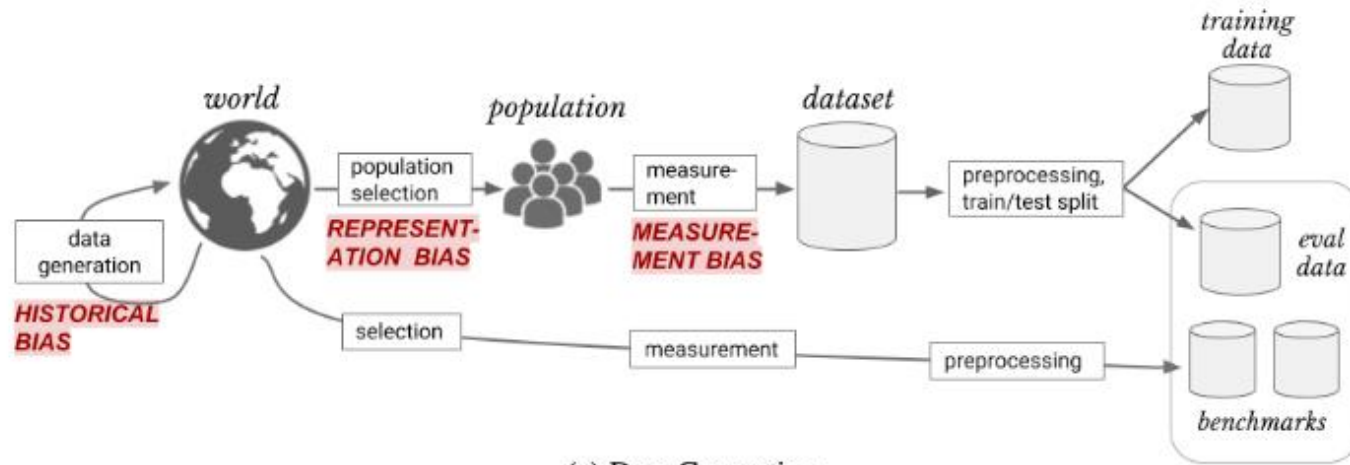 training
data
world
population
dataset
population
selection
measure-
ment
preprocessing,
train/test split
REPRESENT-
ATION BIAS
MEASURE-
MENT BIAS
data
generation
eval
data
HISTORICAL
BIAS
selection
measurement
preprocessing
benchmarks